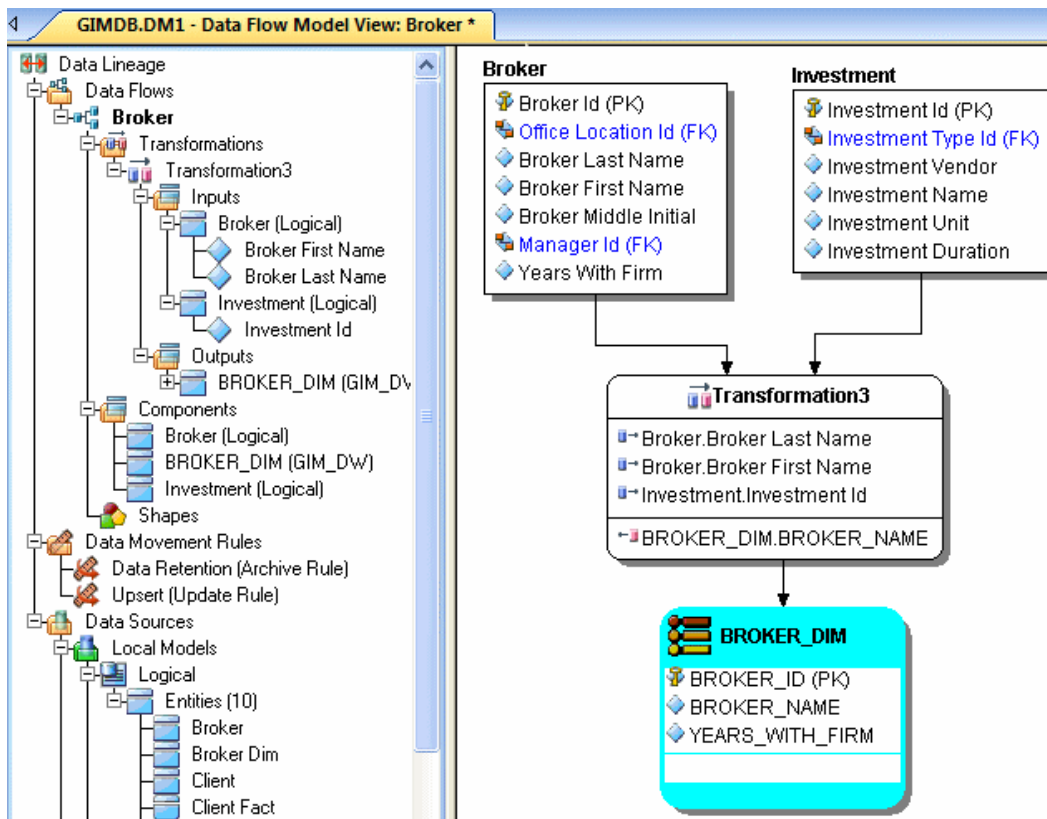 GIMDB.DM1 - Data Flow Model View: Broker *
Data Lineage
Data Flows
Broker
Transformations
Transformation3
Inputs
Broker (Logical)
Broker First Name
Broker Last Name
Investment (Logical)
Investment Id
Outputs
BROKER_DIM (GIM_DW
Components
Broker (Logical)
BROKER_DIM (GIM_DW)
Investment (Logical)
Shapes
Data Movement Rules
Data Retention (Archive Rule)
Upsert (Update Rule)
Data Sources
Local Models
Logical
Entities (10)
Broker
Broker Dim
Client
Client Fact
Broker
Broker Id (PK)
Office Location Id (FK)
Broker Last Name
Broker First Name
Broker Middle Initial
Manager Id (FK)
Years With Firm
Investment
Investment Id (PK)
Investment Type Id (FK)
Investment Vendor
Investment Name
Investment Unit
Investment Duration
Transformation3
Broker.Broker Last Name
Broker.Broker First Name
Investment.Investment Id
BROKER_DIM.BROKER_NAME
BROKER_DIM
BROKER_ID (PK)
BROKER_NAME
YEARS_WITH_FIRM